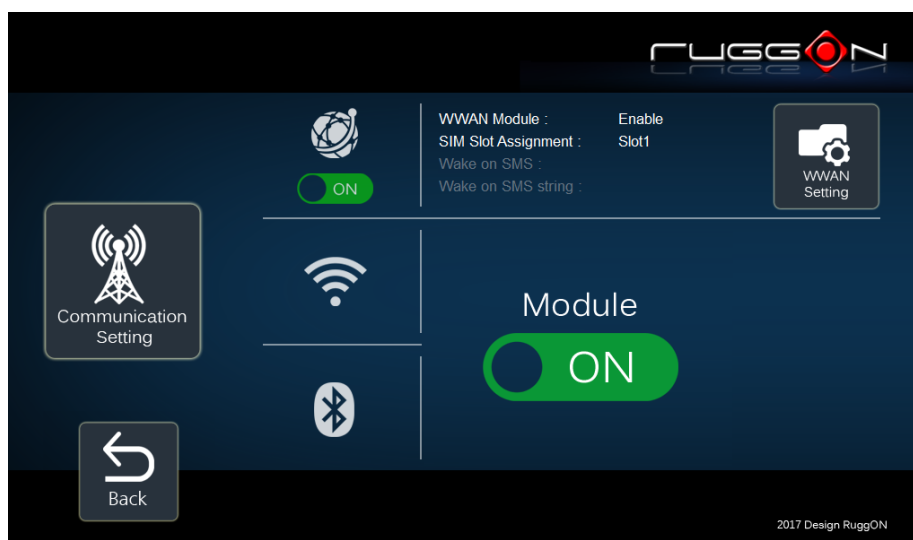 RUGGON
WWAN Module : Enable
SIM Slot Assignment : Slot1
Wake on SMS :
Wake on SMS string :
ON
WWAN
Setting
Communication
Setting
Module
ON
Back
2017 Design RuggON